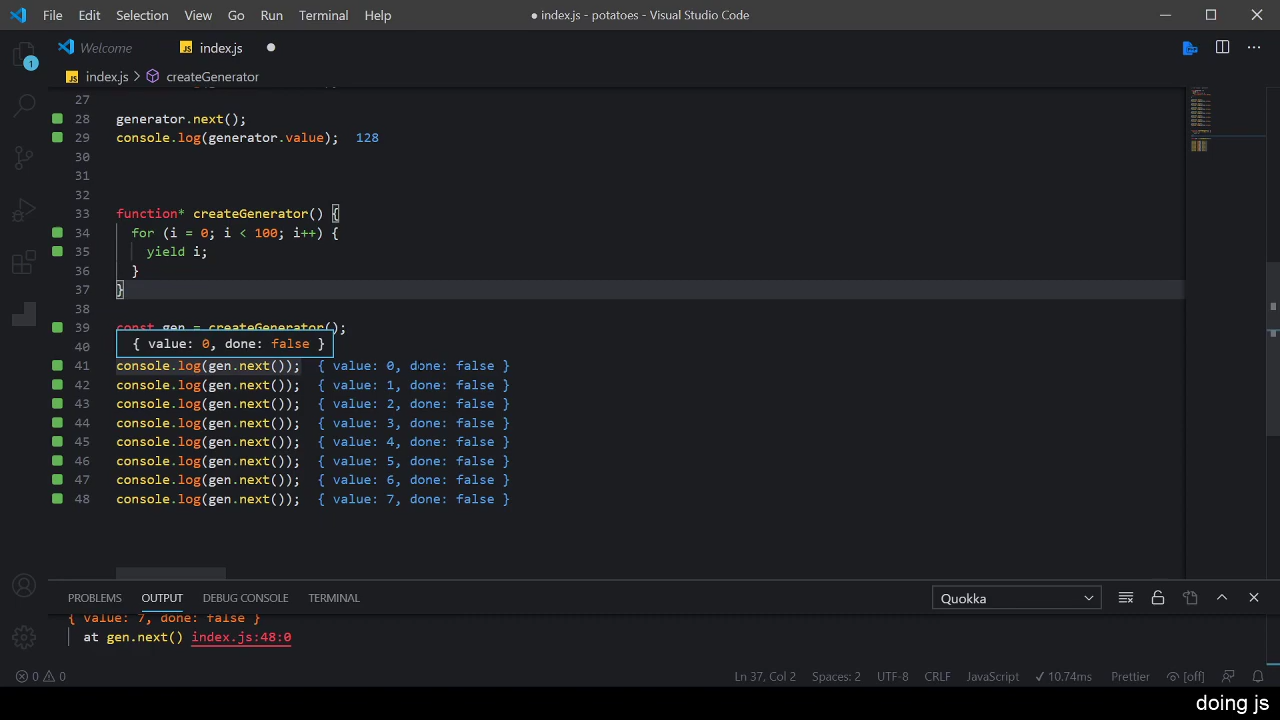 File Edit Selection View Go Run Terminal Help ● index.js - potatoes - Visual Studio Code
Welcome JS index.js ●
JS index.js > createGenerator
27
28 generator.next();
29 console.log(generator.value); 128
30
31
32
33 function* createGenerator() {
34 for (i = 0; i < 100; i++) {
35 yield i;
36 }
37 }
38
39 const gen = createGenerator();
40 { value: 0, done: false }
41 console.log(gen.next()); { value: 0, done: false }
42 console.log(gen.next()); { value: 1, done: false }
43 console.log(gen.next()); { value: 2, done: false }
44 console.log(gen.next()); { value: 3, done: false }
45 console.log(gen.next()); { value: 4, done: false }
46 console.log(gen.next()); { value: 5, done: false }
47 console.log(gen.next()); { value: 6, done: false }
48 console.log(gen.next()); { value: 7, done: false }
1
PROBLEMS OUTPUT DEBUG CONSOLE TERMINAL Quokka
{ value: 7, done: false }
at gen.next() index.js:48:0
0 0 Ln 37, Col 2 Spaces: 2 UTF-8 CRLF JavaScript ✓ 10.74ms Prettier [off]
doing js